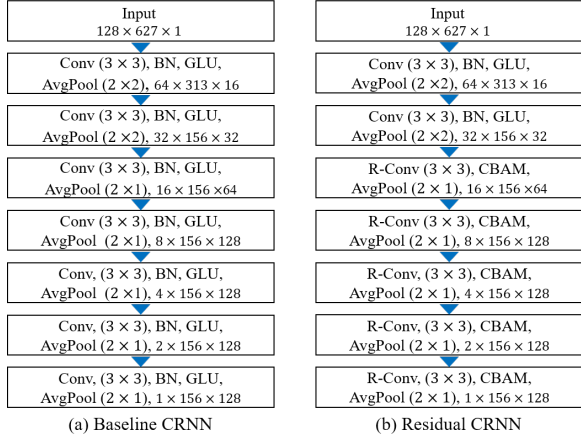 Input
128 × 627 × 1
Conv (3 × 3), BN, GLU,
AvgPool (2 ×2), 64 × 313 × 16
Conv (3 × 3), BN, GLU,
AvgPool (2 ×2), 32 × 156 × 32
Conv (3 × 3), BN, GLU,
AvgPool (2 ×1), 16 × 156 ×64
Conv (3 × 3), BN, GLU,
AvgPool (2 ×1), 8 × 156 × 128
Conv, (3 × 3), BN, GLU,
AvgPool (2 ×1), 4 × 156 × 128
Conv, (3 × 3), BN, GLU,
AvgPool (2 × 1), 2 × 156 × 128
Conv, (3 × 3), BN, GLU,
AvgPool (2 × 1), 1 × 156 × 128
(a) Baseline CRNN
Input
128 × 627 × 1
Conv (3 × 3), BN, GLU,
AvgPool (2 ×2), 64 × 313 × 16
Conv (3 × 3), BN, GLU,
AvgPool (2 ×2), 32 × 156 × 32
R-Conv (3 × 3), CBAM,
AvgPool (2 × 1), 16 × 156 ×64
R-Conv (3 × 3), CBAM,
AvgPool (2 × 1), 8 × 156 × 128
R-Conv, (3 × 3), CBAM,
AvgPool (2 × 1), 4 × 156 × 128
R-Conv, (3 × 3), CBAM,
AvgPool (2 × 1), 2 × 156 × 128
R-Conv, (3 × 3), CBAM,
AvgPool (2 × 1), 1 × 156 × 128
(b) Residual CRNN